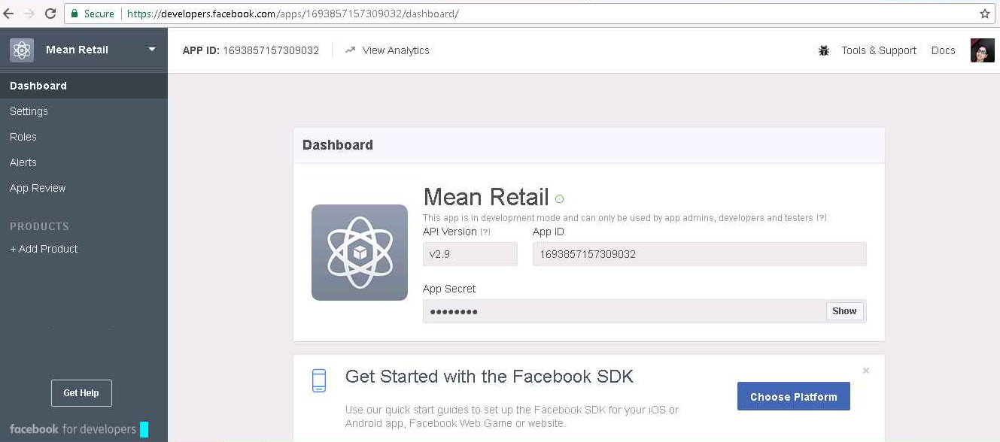 Secure https://developers.facebook.com/apps/1693857157309032/dashboard/
Mean Retail
APP ID: 1693857157309032
View Analytics
Tools & Support
Docs
Dashboard
Settings
Roles
Alerts
App Review
PRODUCTS
+ Add Product
Get Help
facebook for developers
Dashboard
Mean Retail
This app is in development mode and can only be used by app admins, developers and testers [?]
API Version [?] App ID
v2.9 1693857157309032
App Secret
●●●●●●●● Show
Get Started with the Facebook SDK
Use our quick start guides to set up the Facebook SDK for your iOS or
Android app, Facebook Web Game or website.
Choose Platform